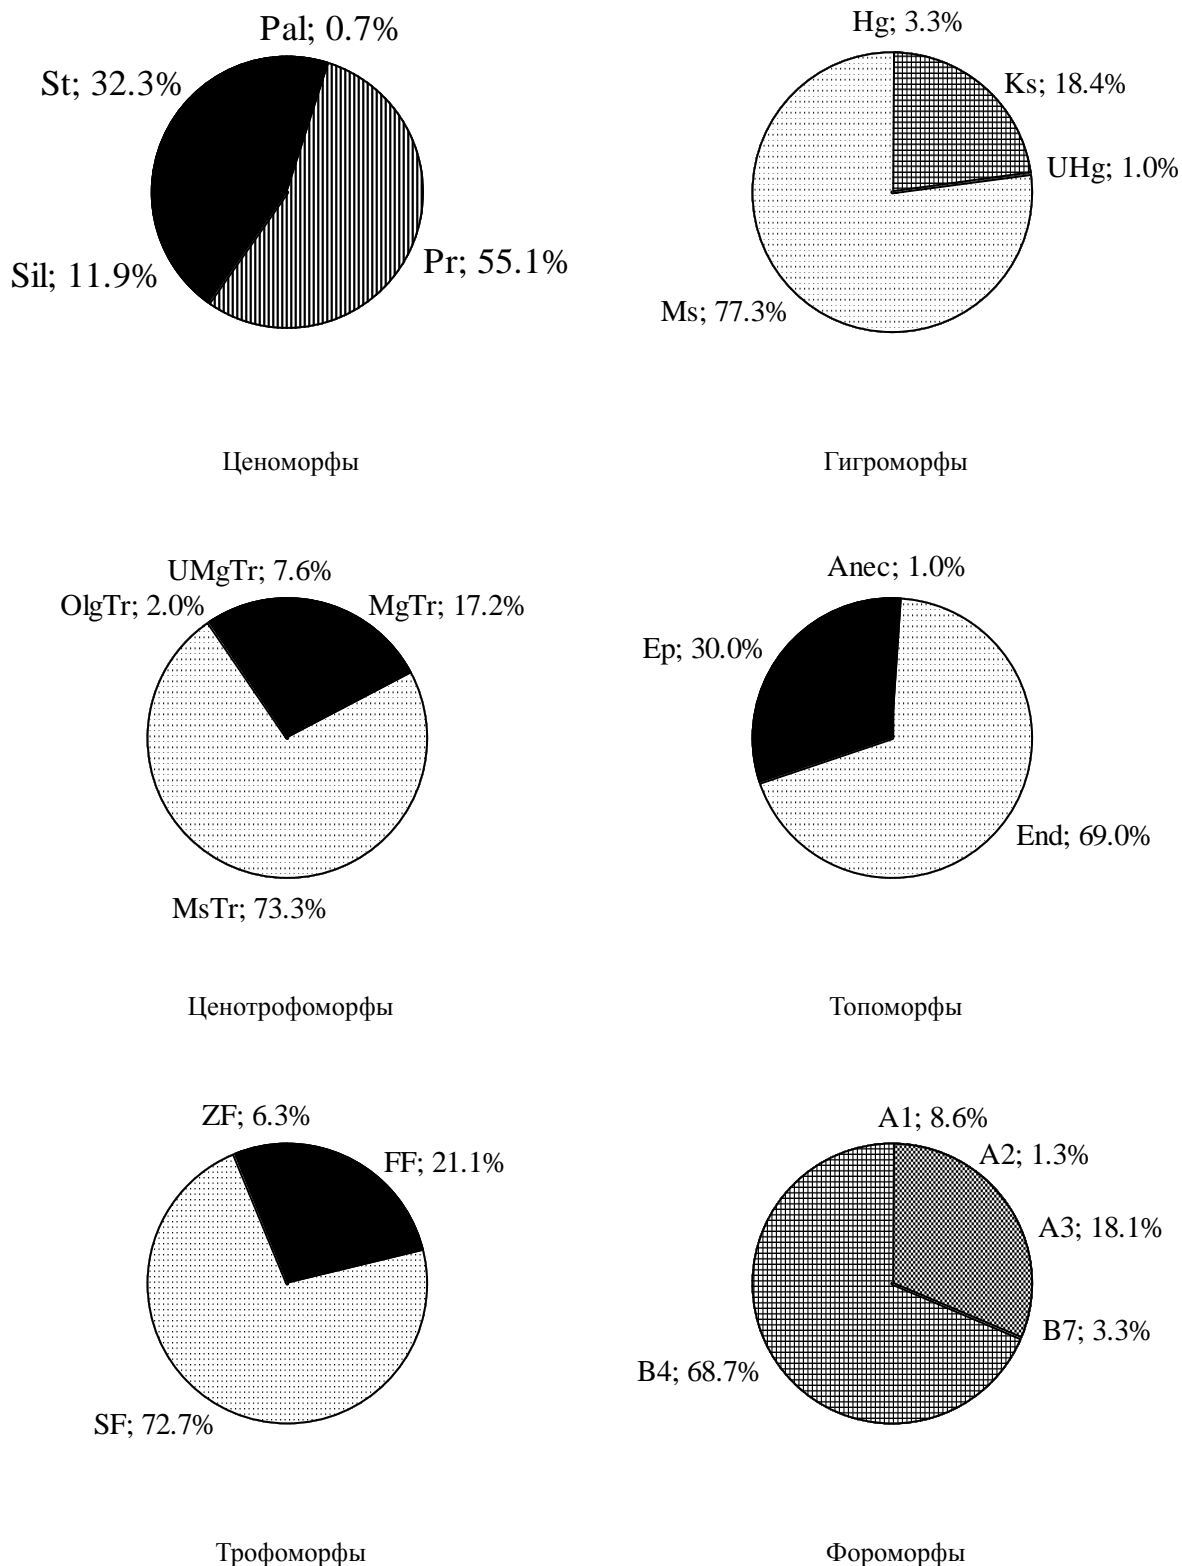 Pal; 0.7%
St; 32.3%
Sil; 11.9%
Pr; 55.1%
Ценоморфы
Hg; 3.3%
Ks; 18.4%
UHg; 1.0%
Ms; 77.3%
Гигроморфы
UMgTr; 7.6%
OlgTr; 2.0%
MgTr; 17.2%
MsTr; 73.3%
Ценотрофоморфы
Anec; 1.0%
Ep; 30.0%
End; 69.0%
Топоморфы
ZF; 6.3%
FF; 21.1%
SF; 72.7%
Трофоморфы
A1; 8.6%
A2; 1.3%
A3; 18.1%
B7; 3.3%
B4; 68.7%
Фороморфы